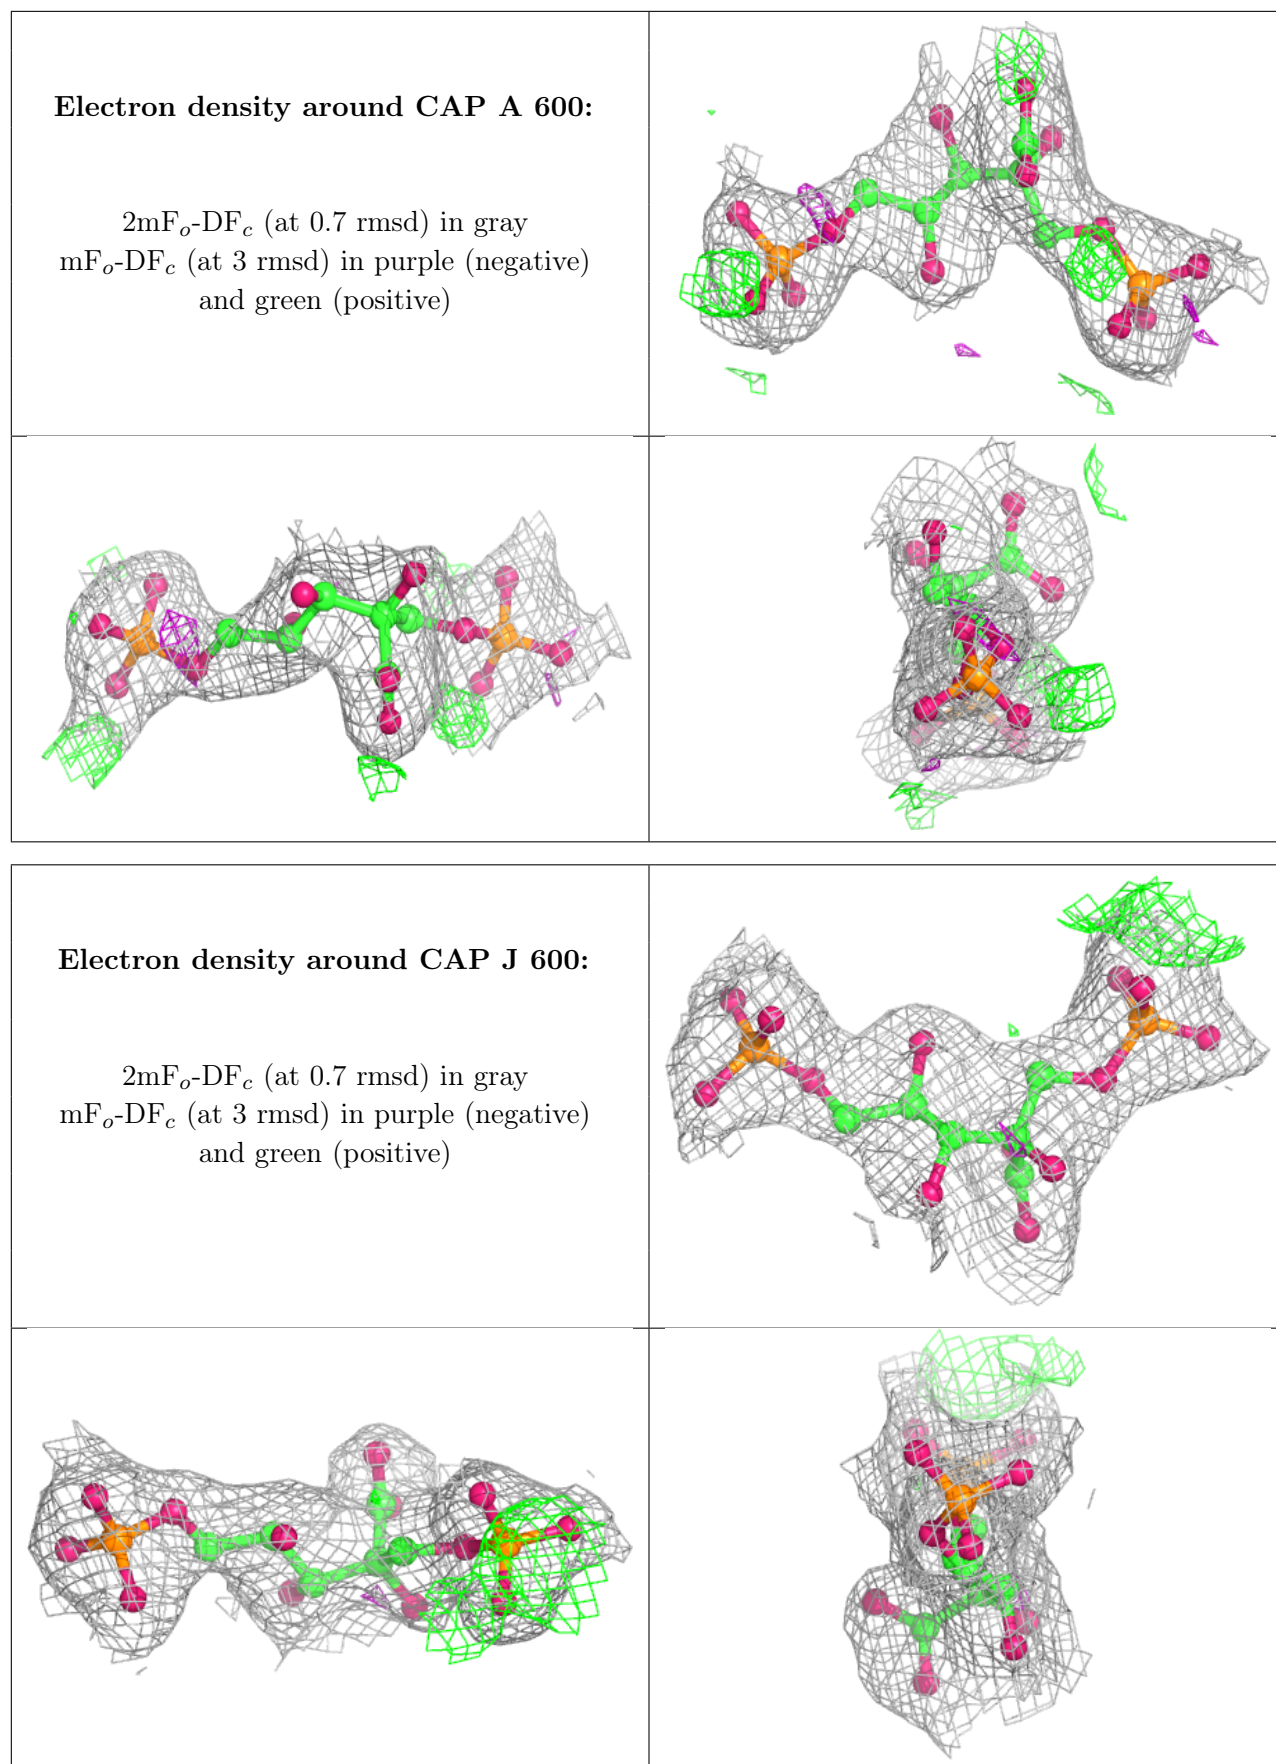 Electron density around CAP A 600:
2mFo-DFc (at 0.7 rmsd) in gray
mFo-DFc (at 3 rmsd) in purple (negative)
and green (positive)
Electron density around CAP J 600:
2mFo-DFc (at 0.7 rmsd) in gray
mFo-DFc (at 3 rmsd) in purple (negative)
and green (positive)